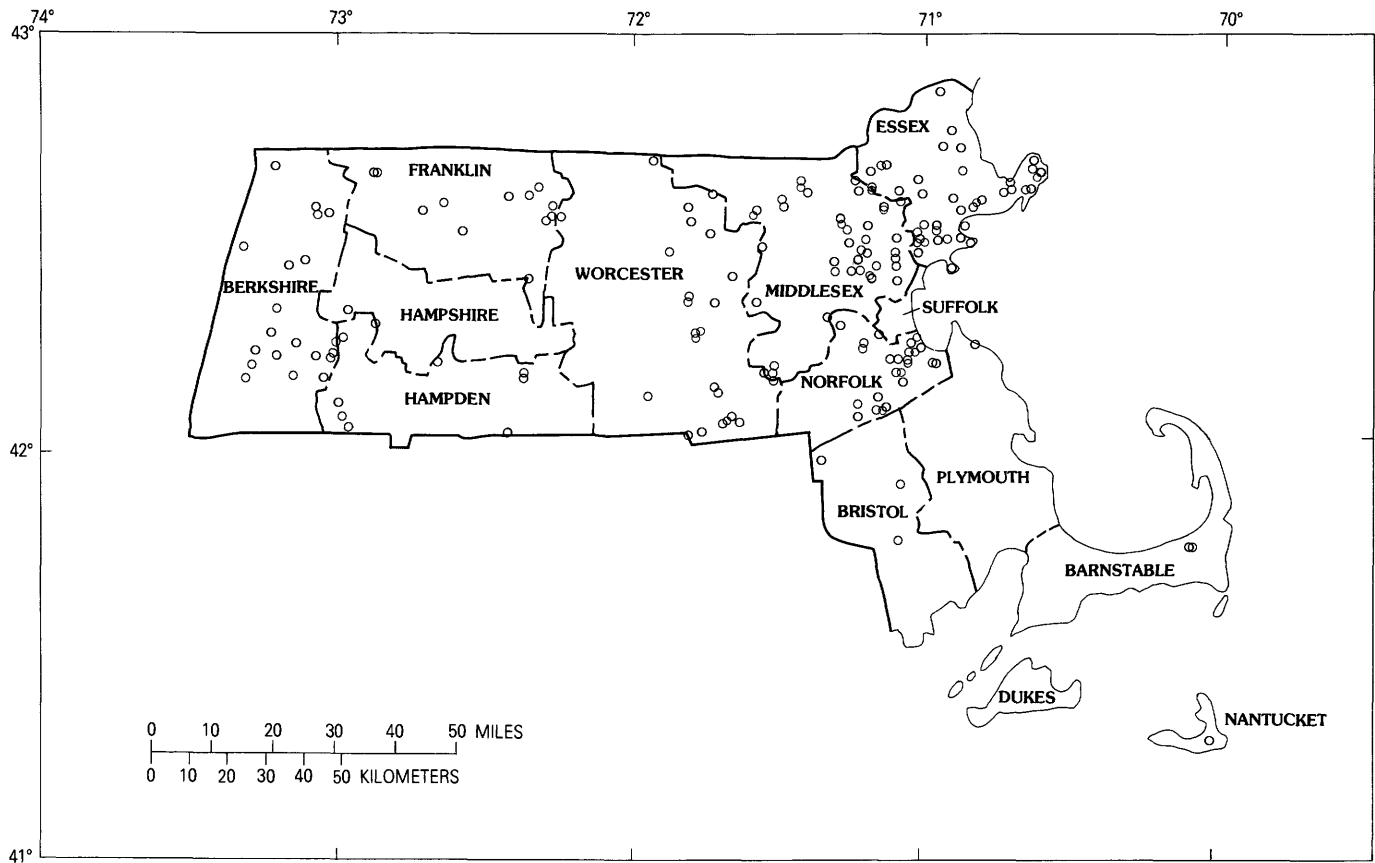 74° 73° 72° 71° 70°
43°
ESSEX
FRANKLIN
WORCESTER
BERKSHIRE
MIDDLESEX
HAMPSHIRE
SUFFOLK
NORFOLK
HAMPDEN
42°
PLYMOUTH
BRISTOL
BARNSTABLE
DUKES
NANTUCKET
0 10 20 30 40 50 MILES
0 10 20 30 40 50 KILOMETERS
41°